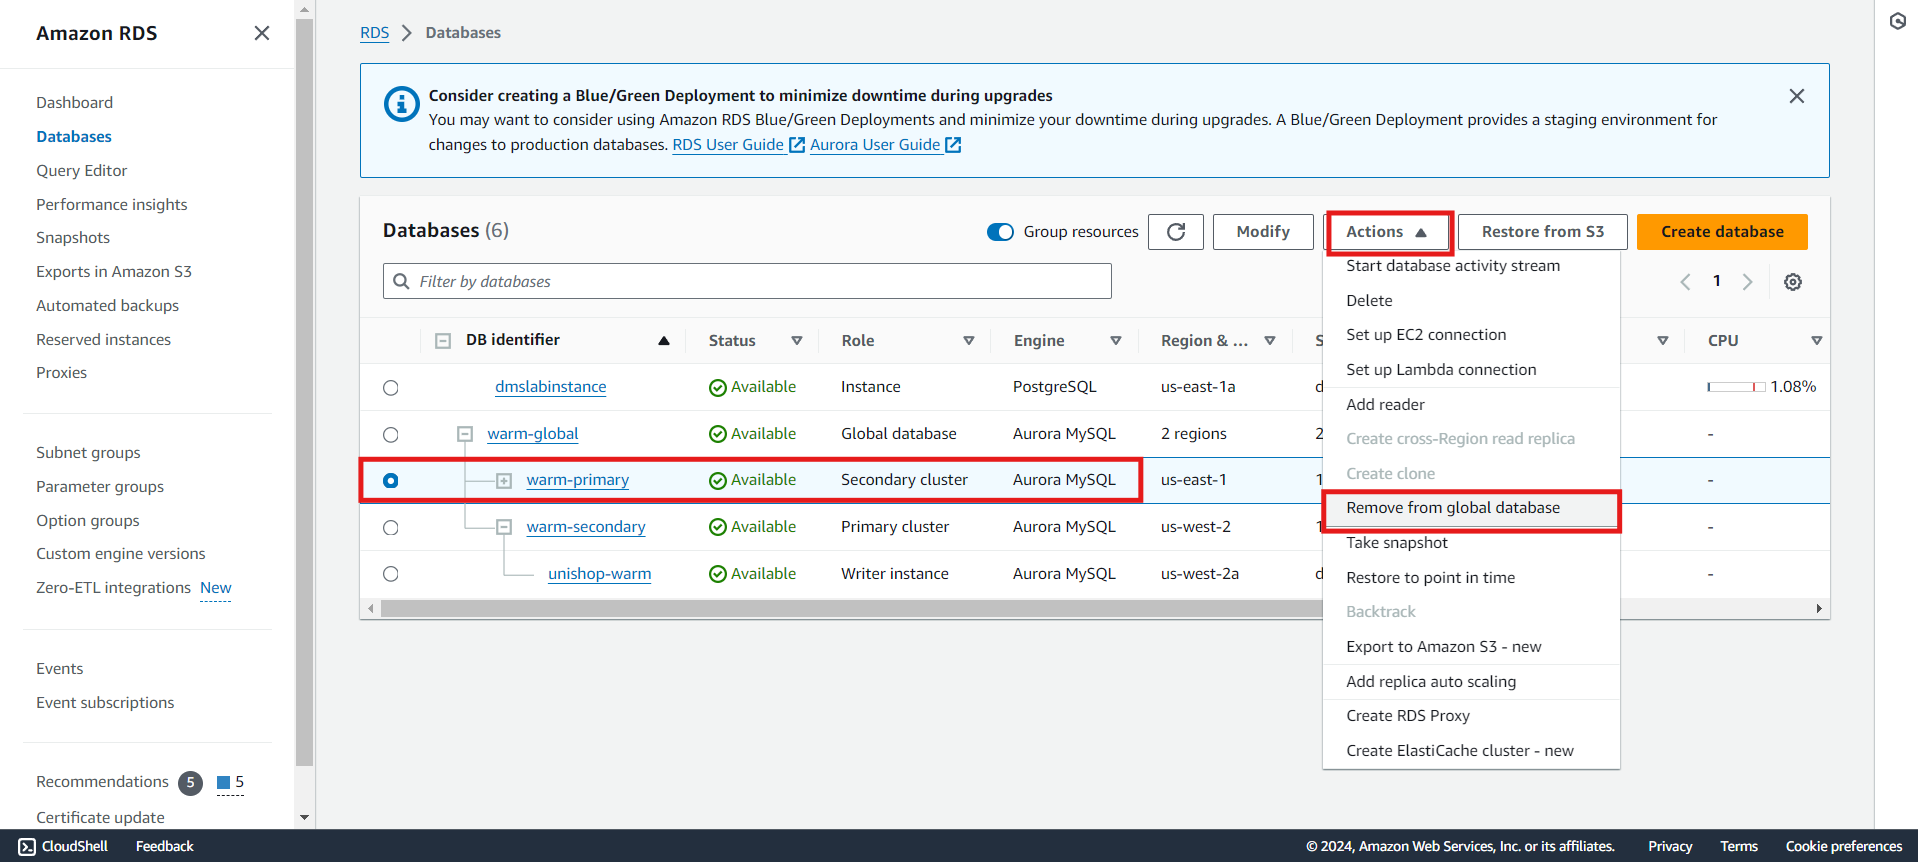 Amazon RDS
Dashboard
Databases
Query Editor
Performance insights
Snapshots
Exports in Amazon S3
Automated backups
Reserved instances
Proxies
Subnet groups
Parameter groups
Option groups
Custom engine versions
Zero-ETL integrations New
Events
Event subscriptions
Recommendations 5 5
Certificate update
RDS Databases
Consider creating a Blue/Green Deployment to minimize downtime during upgrades
You may want to consider using Amazon RDS Blue/Green Deployments and minimize your downtime during upgrades. A Blue/Green Deployment provides a staging environment for
changes to production databases. RDS User Guide Aurora User Guide
Databases (6)
Group resources
Modify
Actions
Restore from S3
Create database
Filter by databases
1
DB identifier Status Role Engine Region & ... S CPU
dmslabinstance Available Instance PostgreSQL us-east-1a d 1.08%
warm-global Available Global database Aurora MySQL 2 regions 2 -
warm-primary Available Secondary cluster Aurora MySQL us-east-1 1 -
warm-secondary Available Primary cluster Aurora MySQL us-west-2 1 -
unishop-warm Available Writer instance Aurora MySQL us-west-2a d -
Start database activity stream
Delete
Set up EC2 connection
Set up Lambda connection
Add reader
Create cross-Region read replica
Create clone
Remove from global database
Take snapshot
Restore to point in time
Backtrack
Export to Amazon S3 - new
Add replica auto scaling
Create RDS Proxy
Create ElastiCache cluster - new
CloudShell Feedback © 2024, Amazon Web Services, Inc. or its affiliates. Privacy Terms Cookie preferences